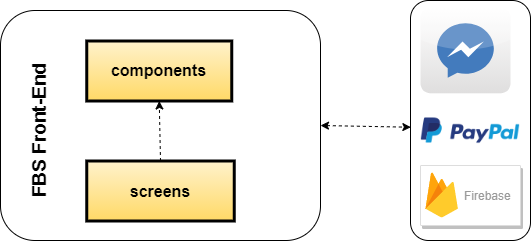 FBS Front-End
components
screens
PayPal
Firebase